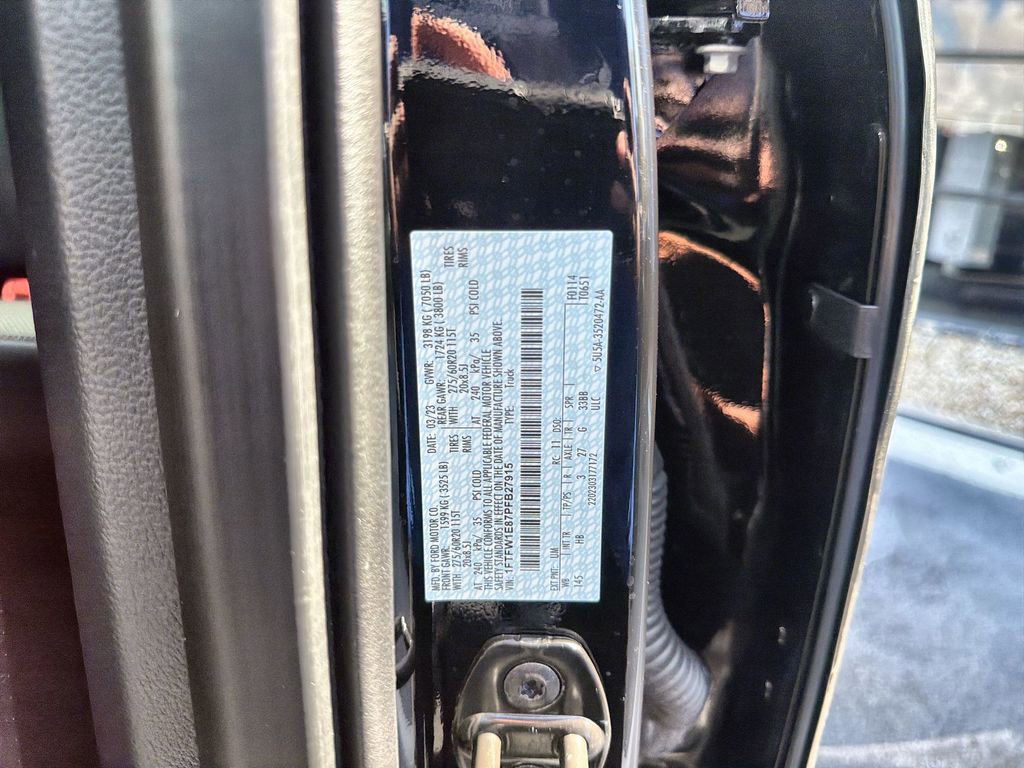 MFD. BY FORD MOTOR CO. DATE: 03/23 GVWR: 3198 KG ( 7050 LB)
FRONT GAWR: 1599 KG ( 3525 LB) REAR GAWR: 1724 KG ( 3800 LB)
WITH 275/60R20 115T TIRES WITH 275/60R20 115T TIRES
20x8.5J RIMS 20x8.5J RIMS
AT 240 kPa/ 35 PSI COLD AT 240 kPa/ 35 PSI COLD
THIS VEHICLE CONFORMS TO ALL APPLICABLE FEDERAL MOTOR VEHICLE
SAFETY STANDARDS IN EFFECT ON THE DATE OF MANUFACTURE SHOWN ABOVE.
VIN: 1FTFW1E87PFB27915 TYPE: Truck
EXT PNT: UM RC: 11 DSO: F0114
WB INT TR TP/PS R AXLE TR SPR T0651
145 HB 3 27 G 33BB
220230317172 ULC 5U5A-3520472-AA